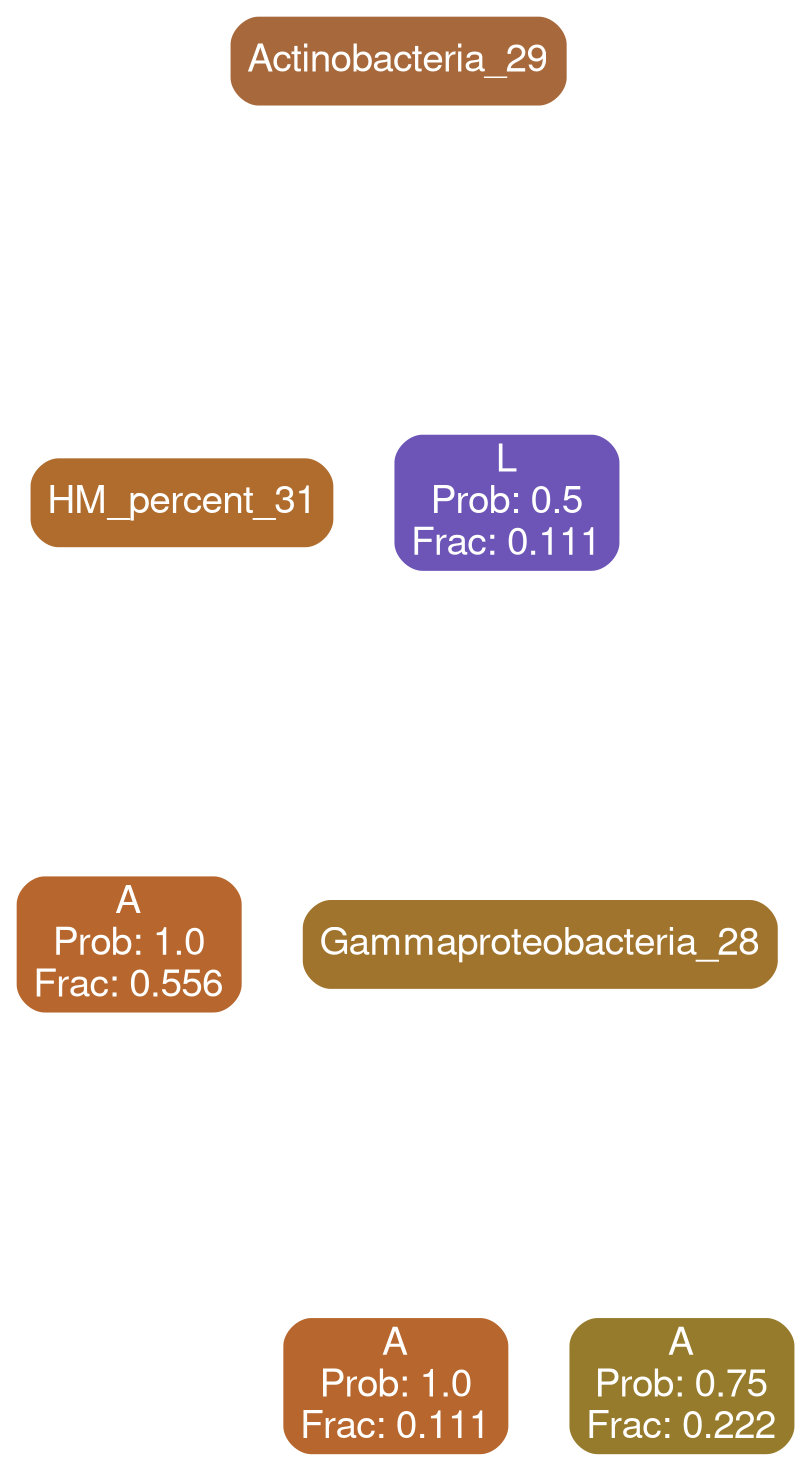 Actinobacteria_29
HM_percent_31
L
Prob: 0.5
Frac: 0.111
A
Prob: 1.0
Frac: 0.556
Gammaproteobacteria_28
A
Prob: 1.0
Frac: 0.111
A
Prob: 0.75
Frac: 0.222